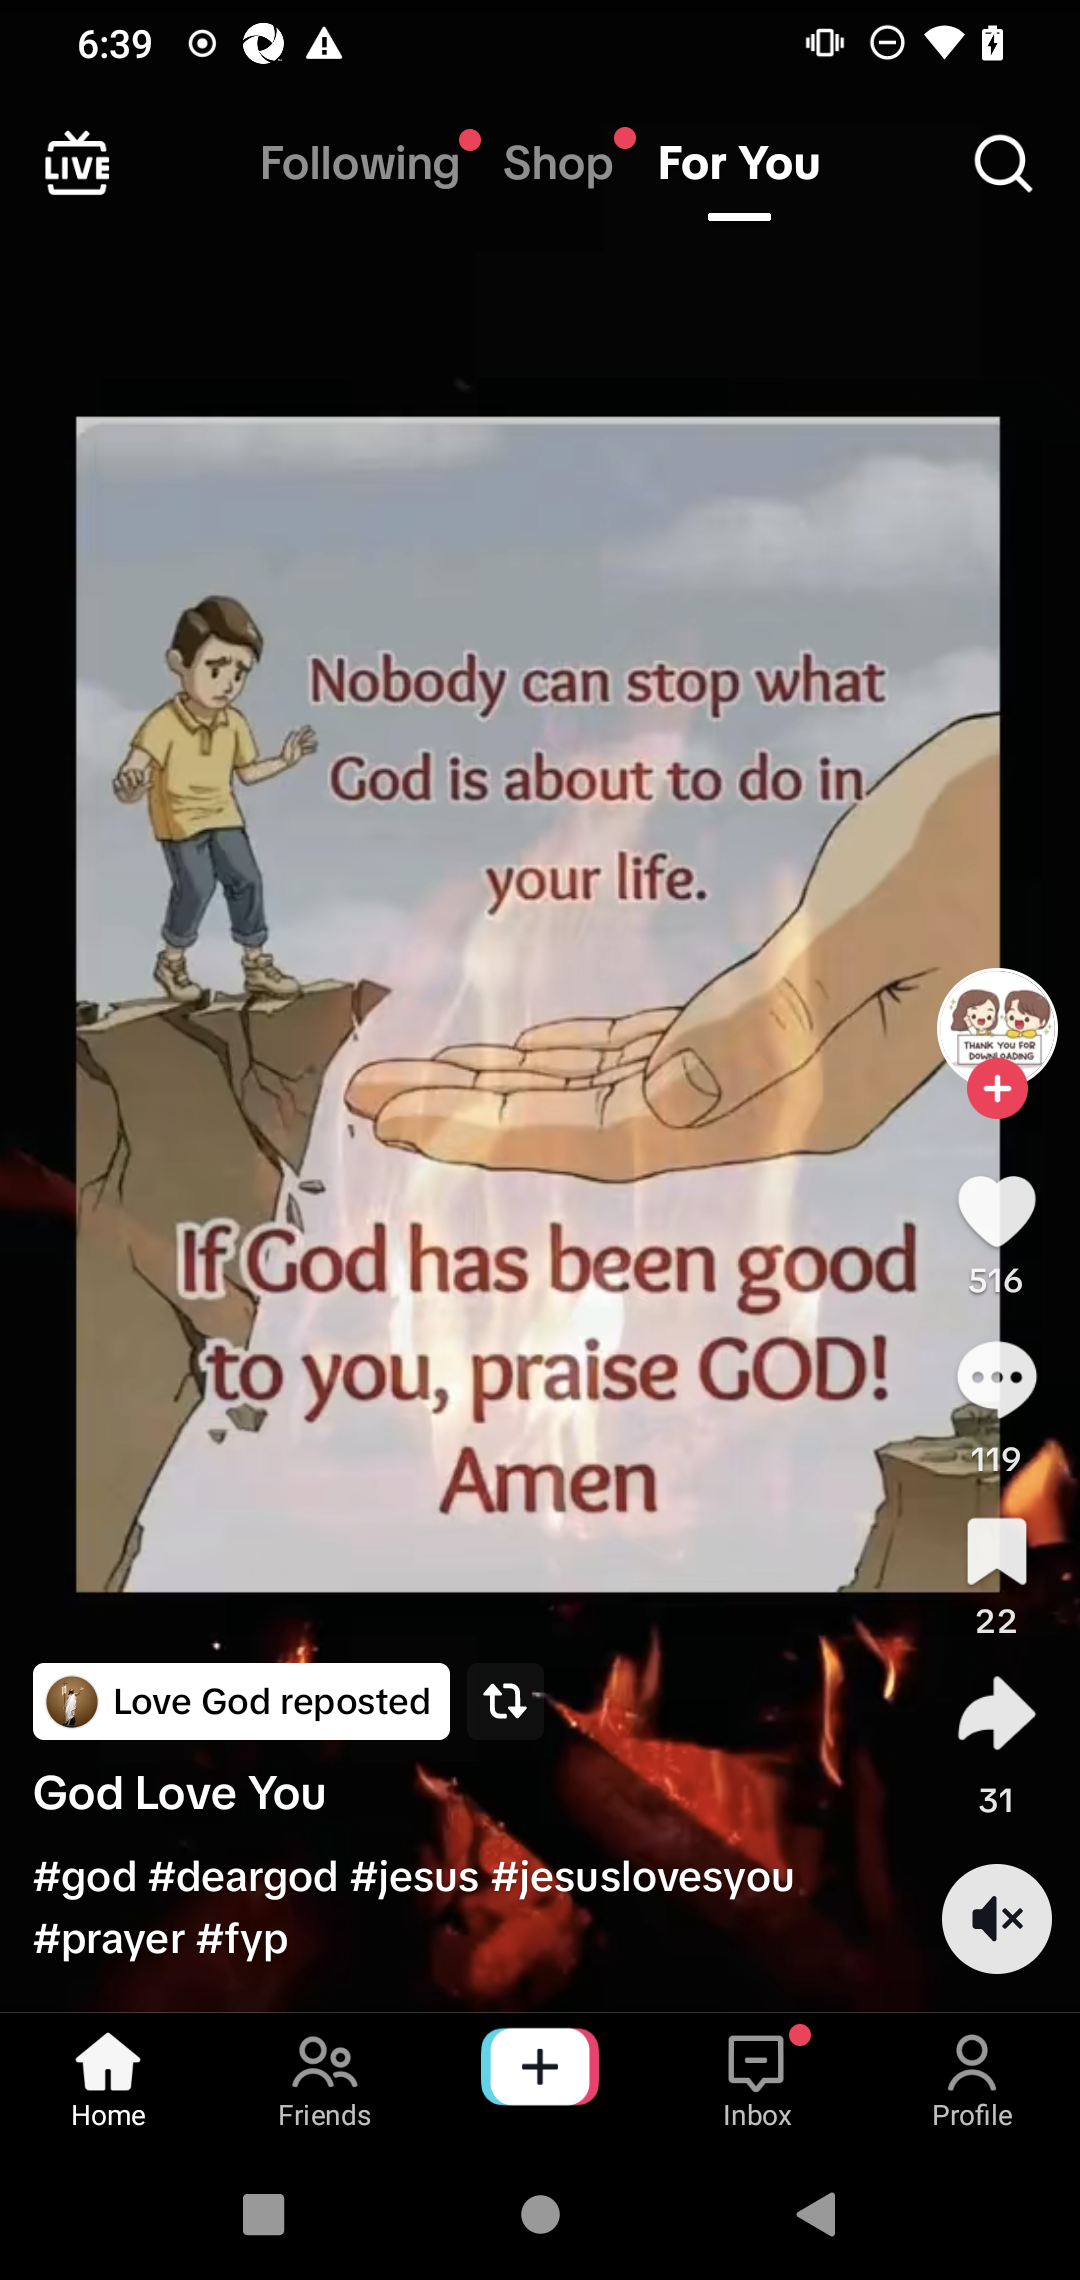 6:39
LIVE
Following Shop For You
Nobody can stop what
God is about to do in
your life.
THANK YOU FOR
DOWNLOADING
If God has been good
to you, praise GOD!
Amen
516
119
22
31
Love God reposted
God Love You
#god #deargod #jesus #jesuslovesyou
#prayer #fyp
Home Friends Inbox Profile